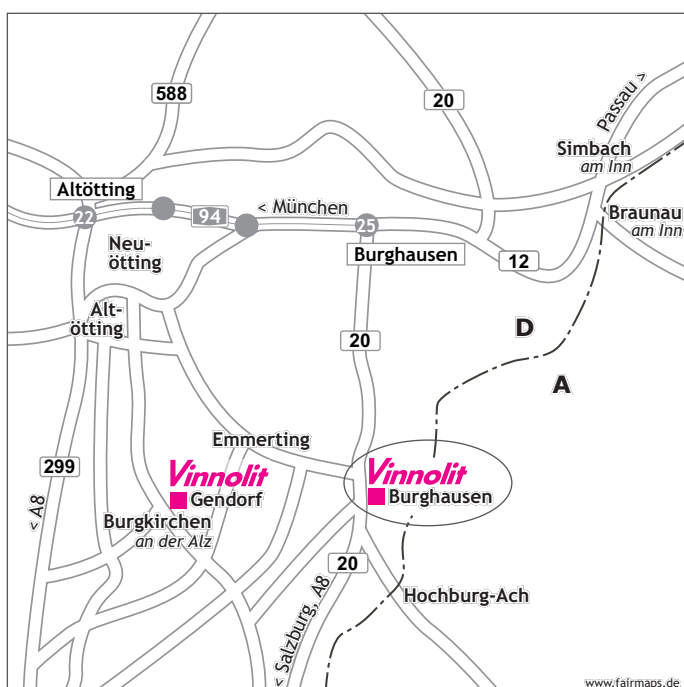 588
20
Passau >
Simbach
am Inn
Altötting
22
94
< München
25
Braunau
am Inn
Neu-
ötting
Burghausen
12
Alt-
ötting
20
D
A
Emmerting
299
Vinnolit
Gendorf
Vinnolit
Burghausen
< A8
Burgkirchen
an der Alz
20
< Salzburg, A8
Hochburg-Ach
www.fairmaps.de